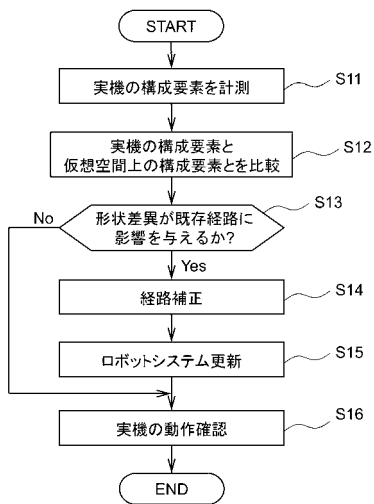 START
実機の構成要素を計測
S11
実機の構成要素と
仮想空間上の構成要素とを比較
S12
形状差異が既存経路に
影響を与えるか?
S13
No
Yes
経路補正
S14
ロボットシステム更新
S15
実機の動作確認
S16
END